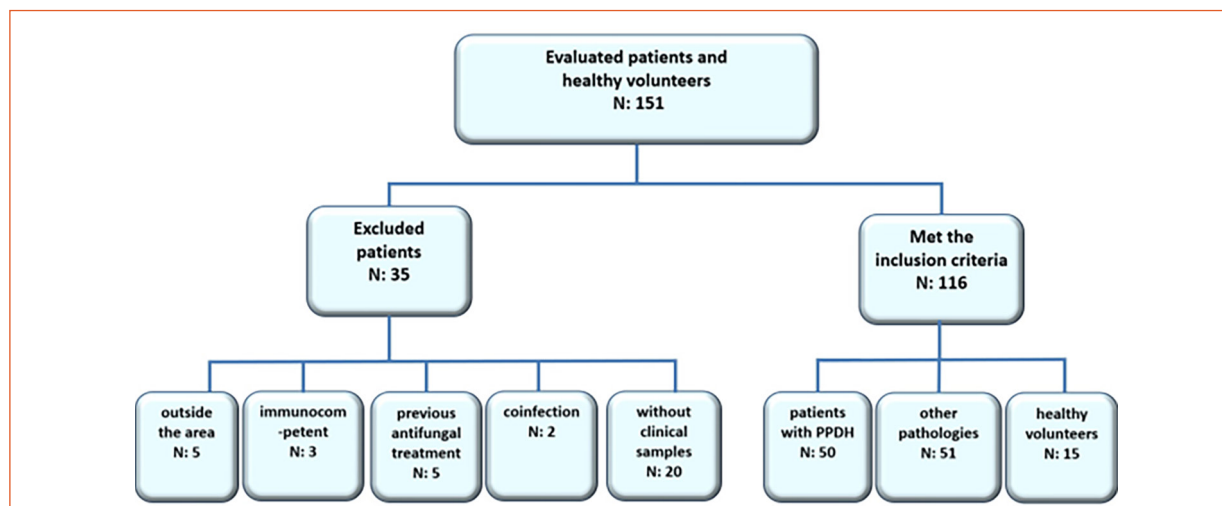 Evaluated patients and
healthy volunteers
N: 151
Excluded
patients
N: 35
Met the
inclusion criteria
N: 116
outside
the area
N: 5
immunocom
-petent
N: 3
previous
antifungal
treatment
N: 5
coinfection
N: 2
without
clinical
samples
N: 20
patients
with PPDH
N: 50
other
pathologies
N: 51
healthy
volunteers
N: 15